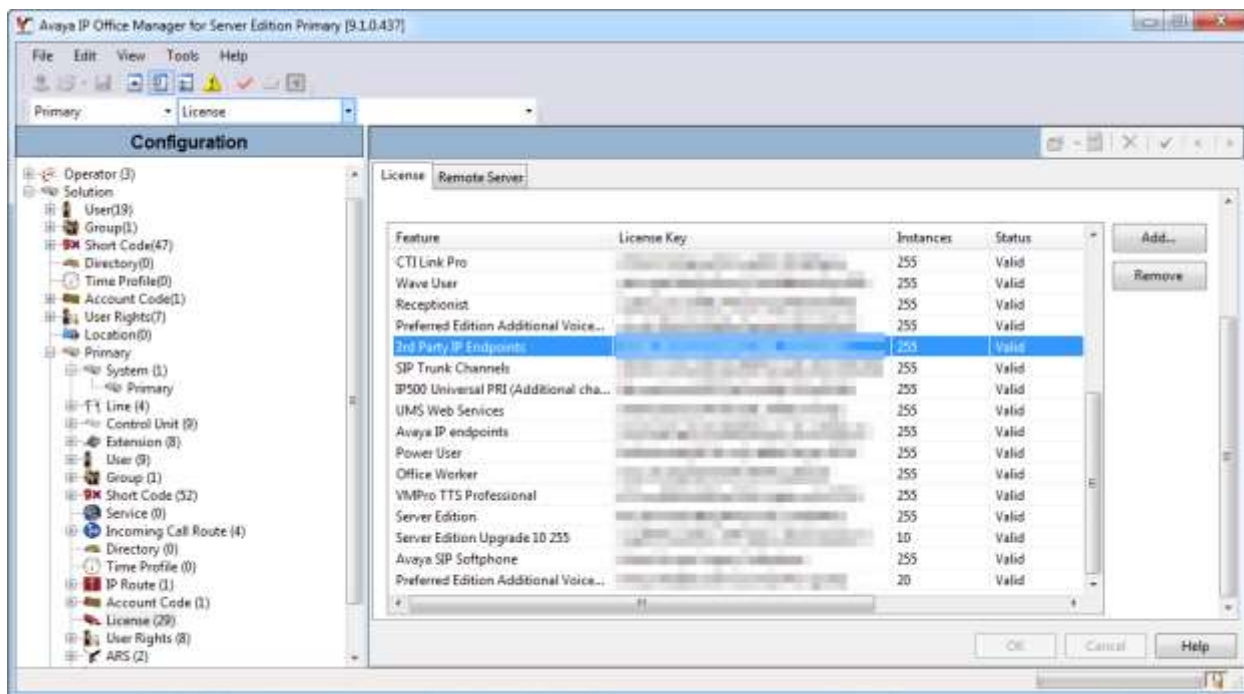 Avaya IP Office Manager for Server Edition Primary [9.1.0.437]
File Edit View Tools Help
Primary License
Configuration
Operator (3)
Solution
User(19)
Group(1)
Short Code(47)
Directory(0)
Time Profile(0)
Account Code(1)
User Rights(7)
Location(0)
Primary
System (1)
Primary
Line (4)
Control Unit (9)
Extension (8)
User (9)
Group (1)
Short Code (52)
Service (0)
Incoming Call Route (4)
Directory (0)
Time Profile (0)
IP Route (1)
Account Code (1)
License (29)
User Rights (8)
ARS (2)
License Remote Server
Feature License Key Instances Status
CTI Link Pro 255 Valid
Wave User 255 Valid
Receptionist 255 Valid
Preferred Edition Additional Voice... 255 Valid
3rd Party IP Endpoints 255 Valid
SIP Trunk Channels 255 Valid
IP500 Universal PRI (Additional cha... 255 Valid
UMS Web Services 255 Valid
Avaya IP endpoints 255 Valid
Power User 255 Valid
Office Worker 255 Valid
VMPro TTS Professional 255 Valid
Server Edition 255 Valid
Server Edition Upgrade 10 255 10 Valid
Avaya SIP Softphone 255 Valid
Preferred Edition Additional Voice... 20 Valid
Add...
Remove
OK Cancel Help